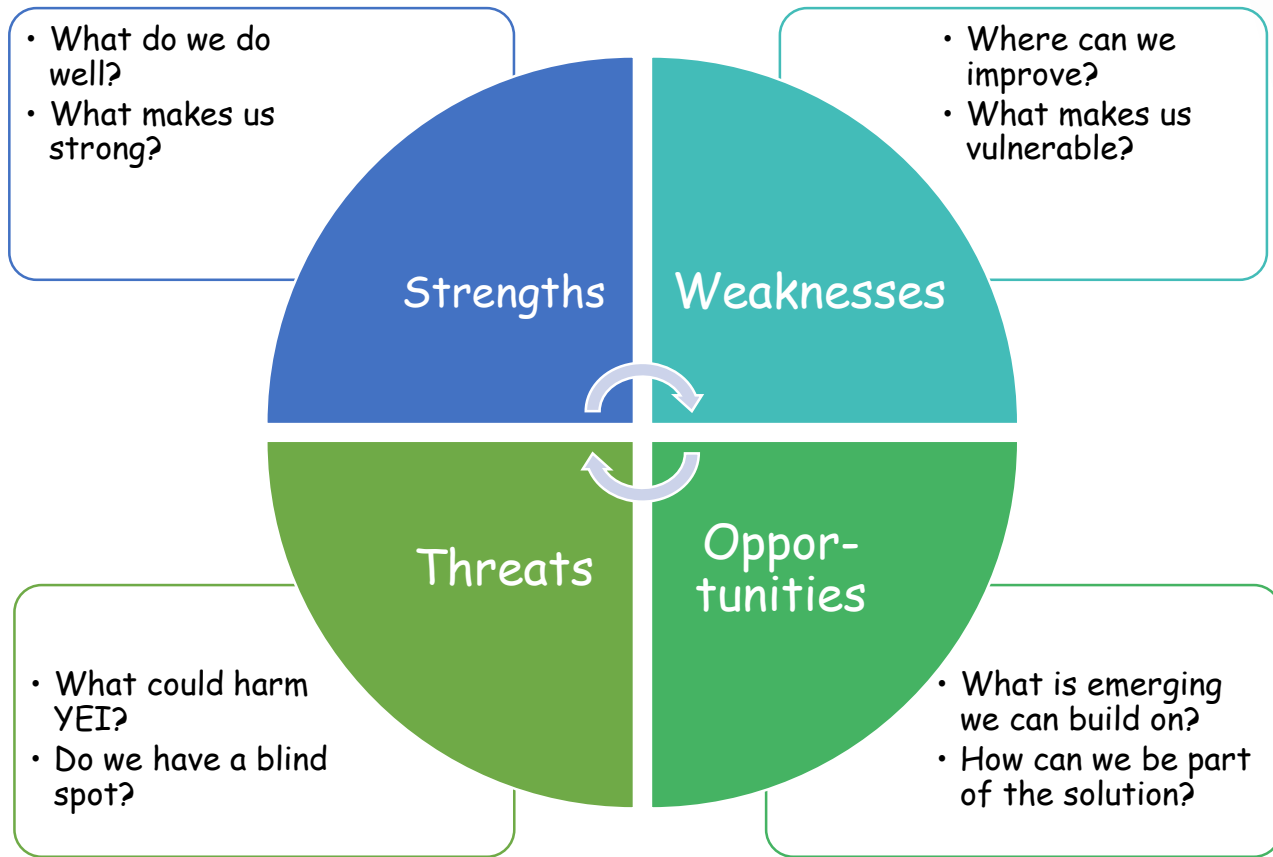 • What do we do
well?
• What makes us
strong?
• Where can we
improve?
• What makes us
vulnerable?
Strengths
Weaknesses
Threats
Oppor-
tunities
• What could harm
YEI?
• Do we have a blind
spot?
• What is emerging
we can build on?
• How can we be part
of the solution?